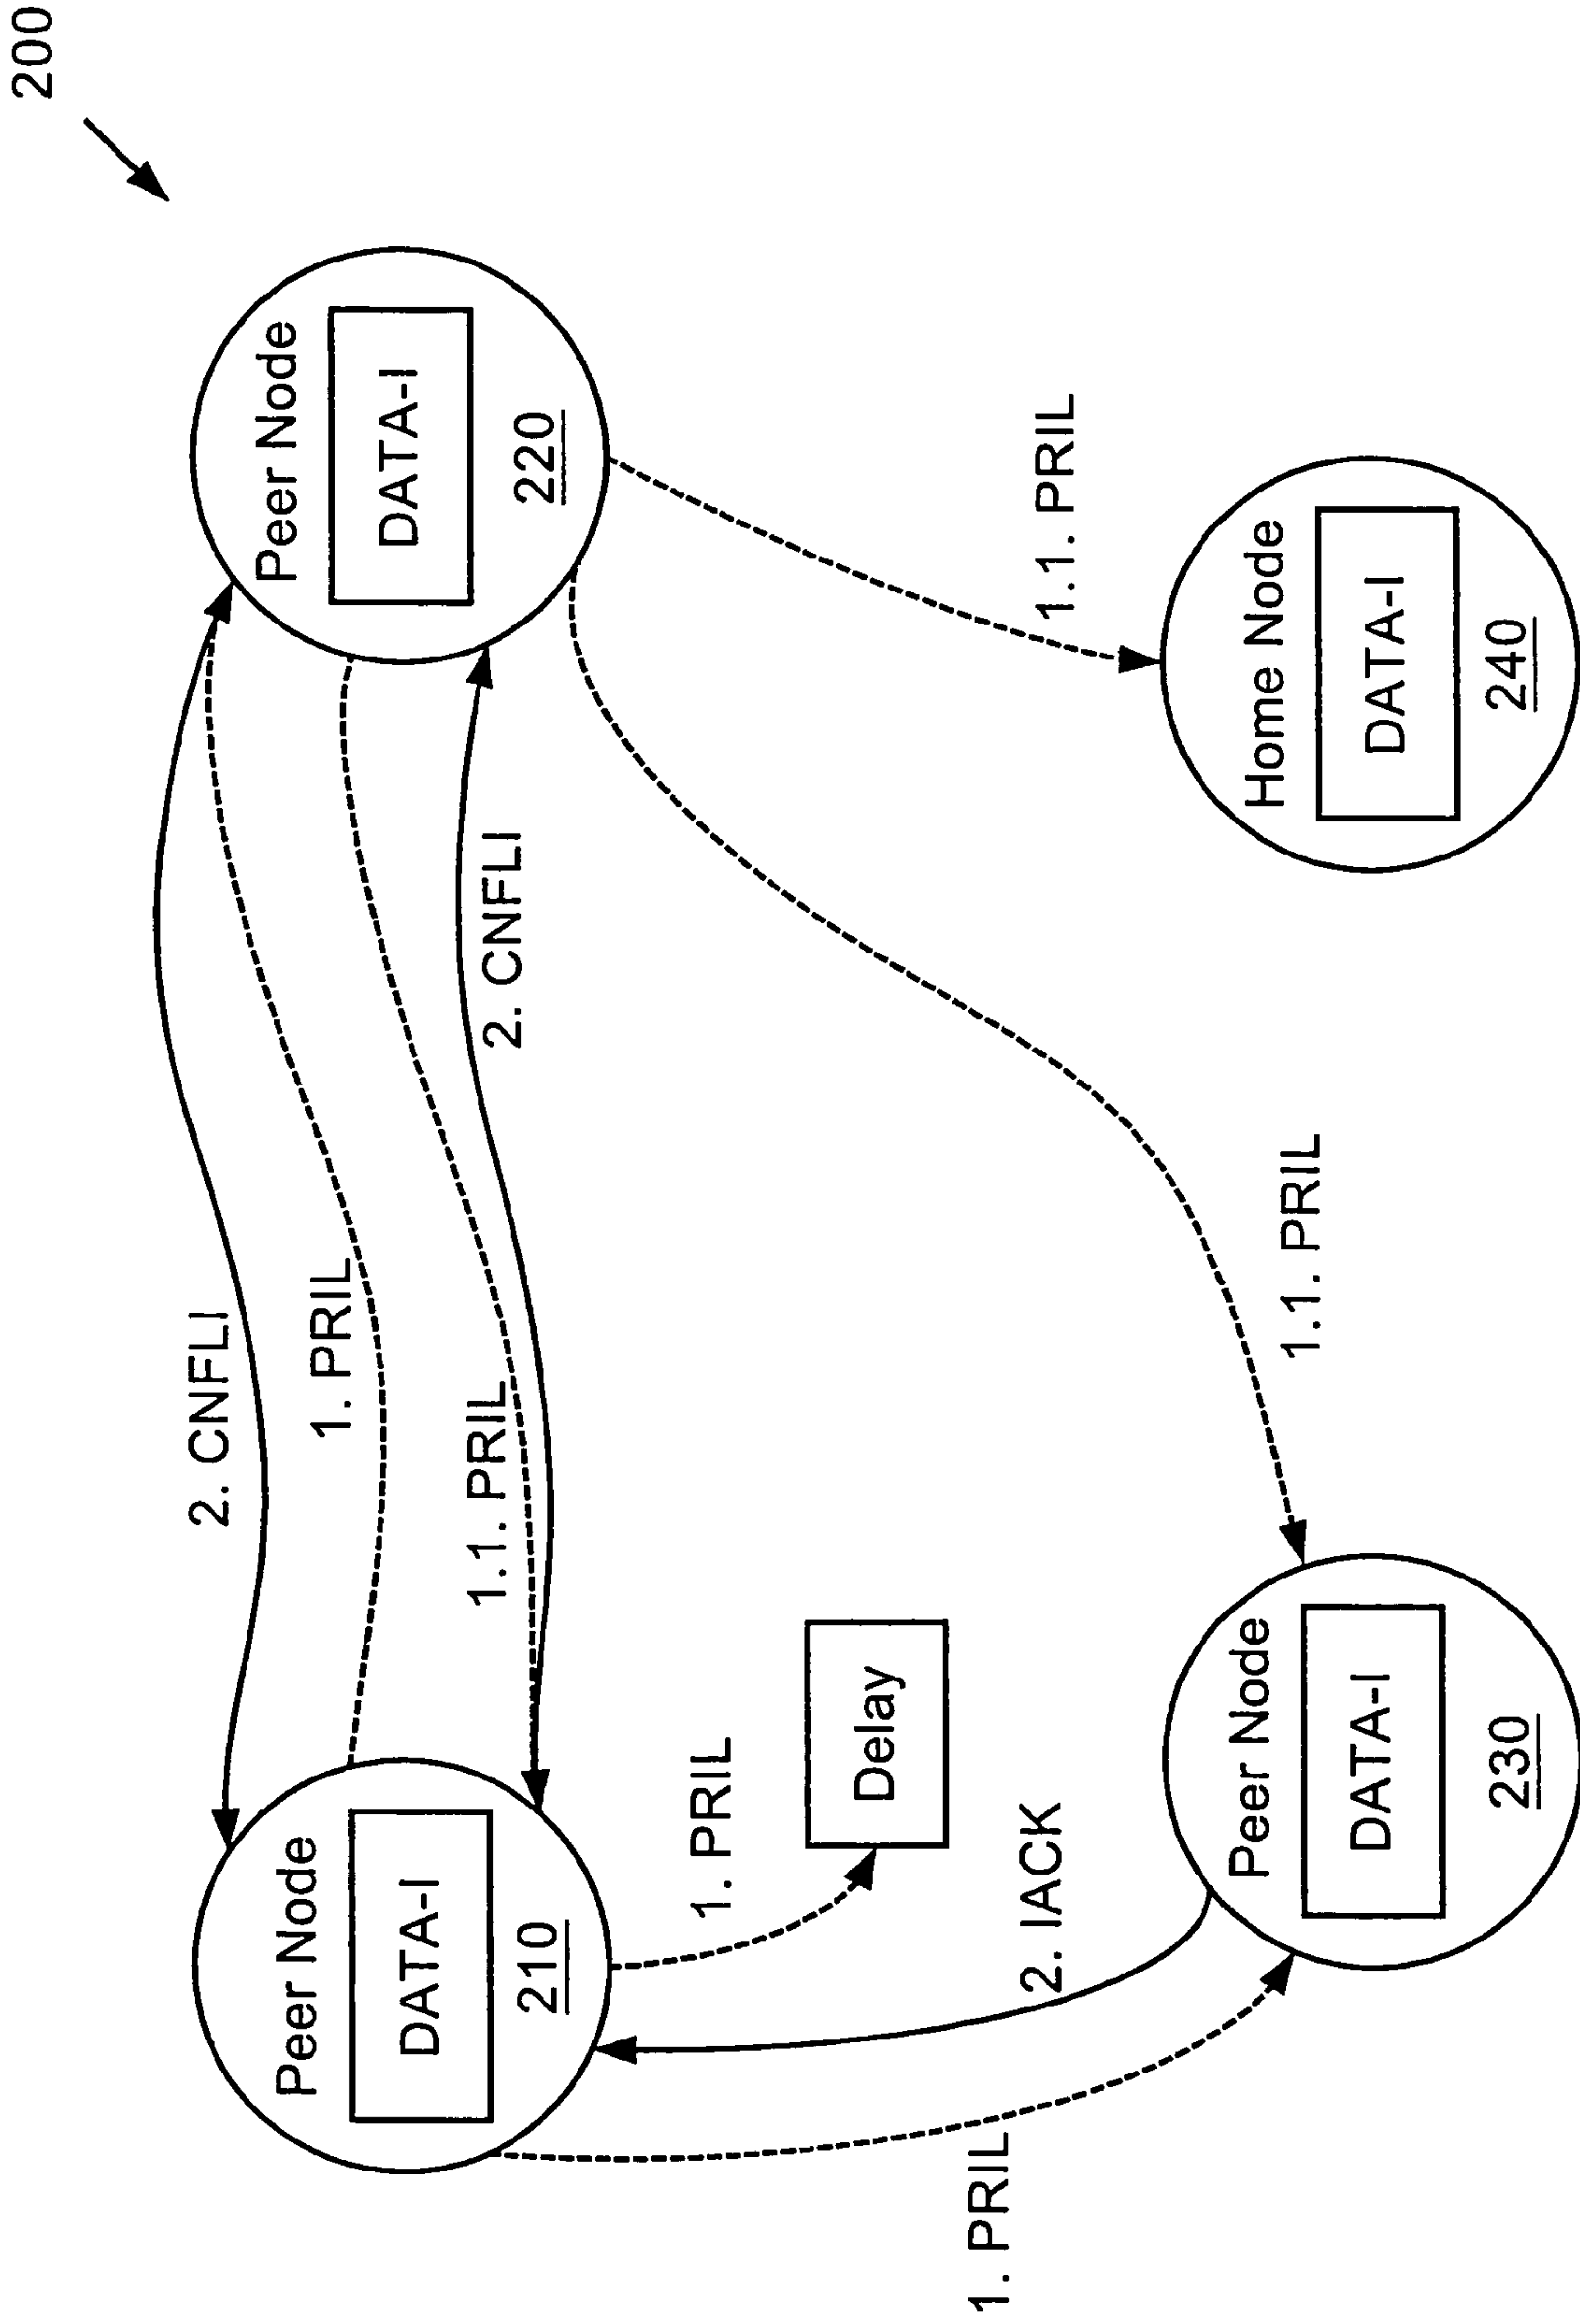 200
2. CNFLI
1. PRIL
1.1. PRIL
2. CNFLI
Peer Node
DATA-I
210
Peer Node
DATA-I
220
1. PRIL
Delay
2. IACK
1. PRIL
1.1. PRIL
1.1. PRIL
Peer Node
DATA-I
230
Home Node
DATA-I
240